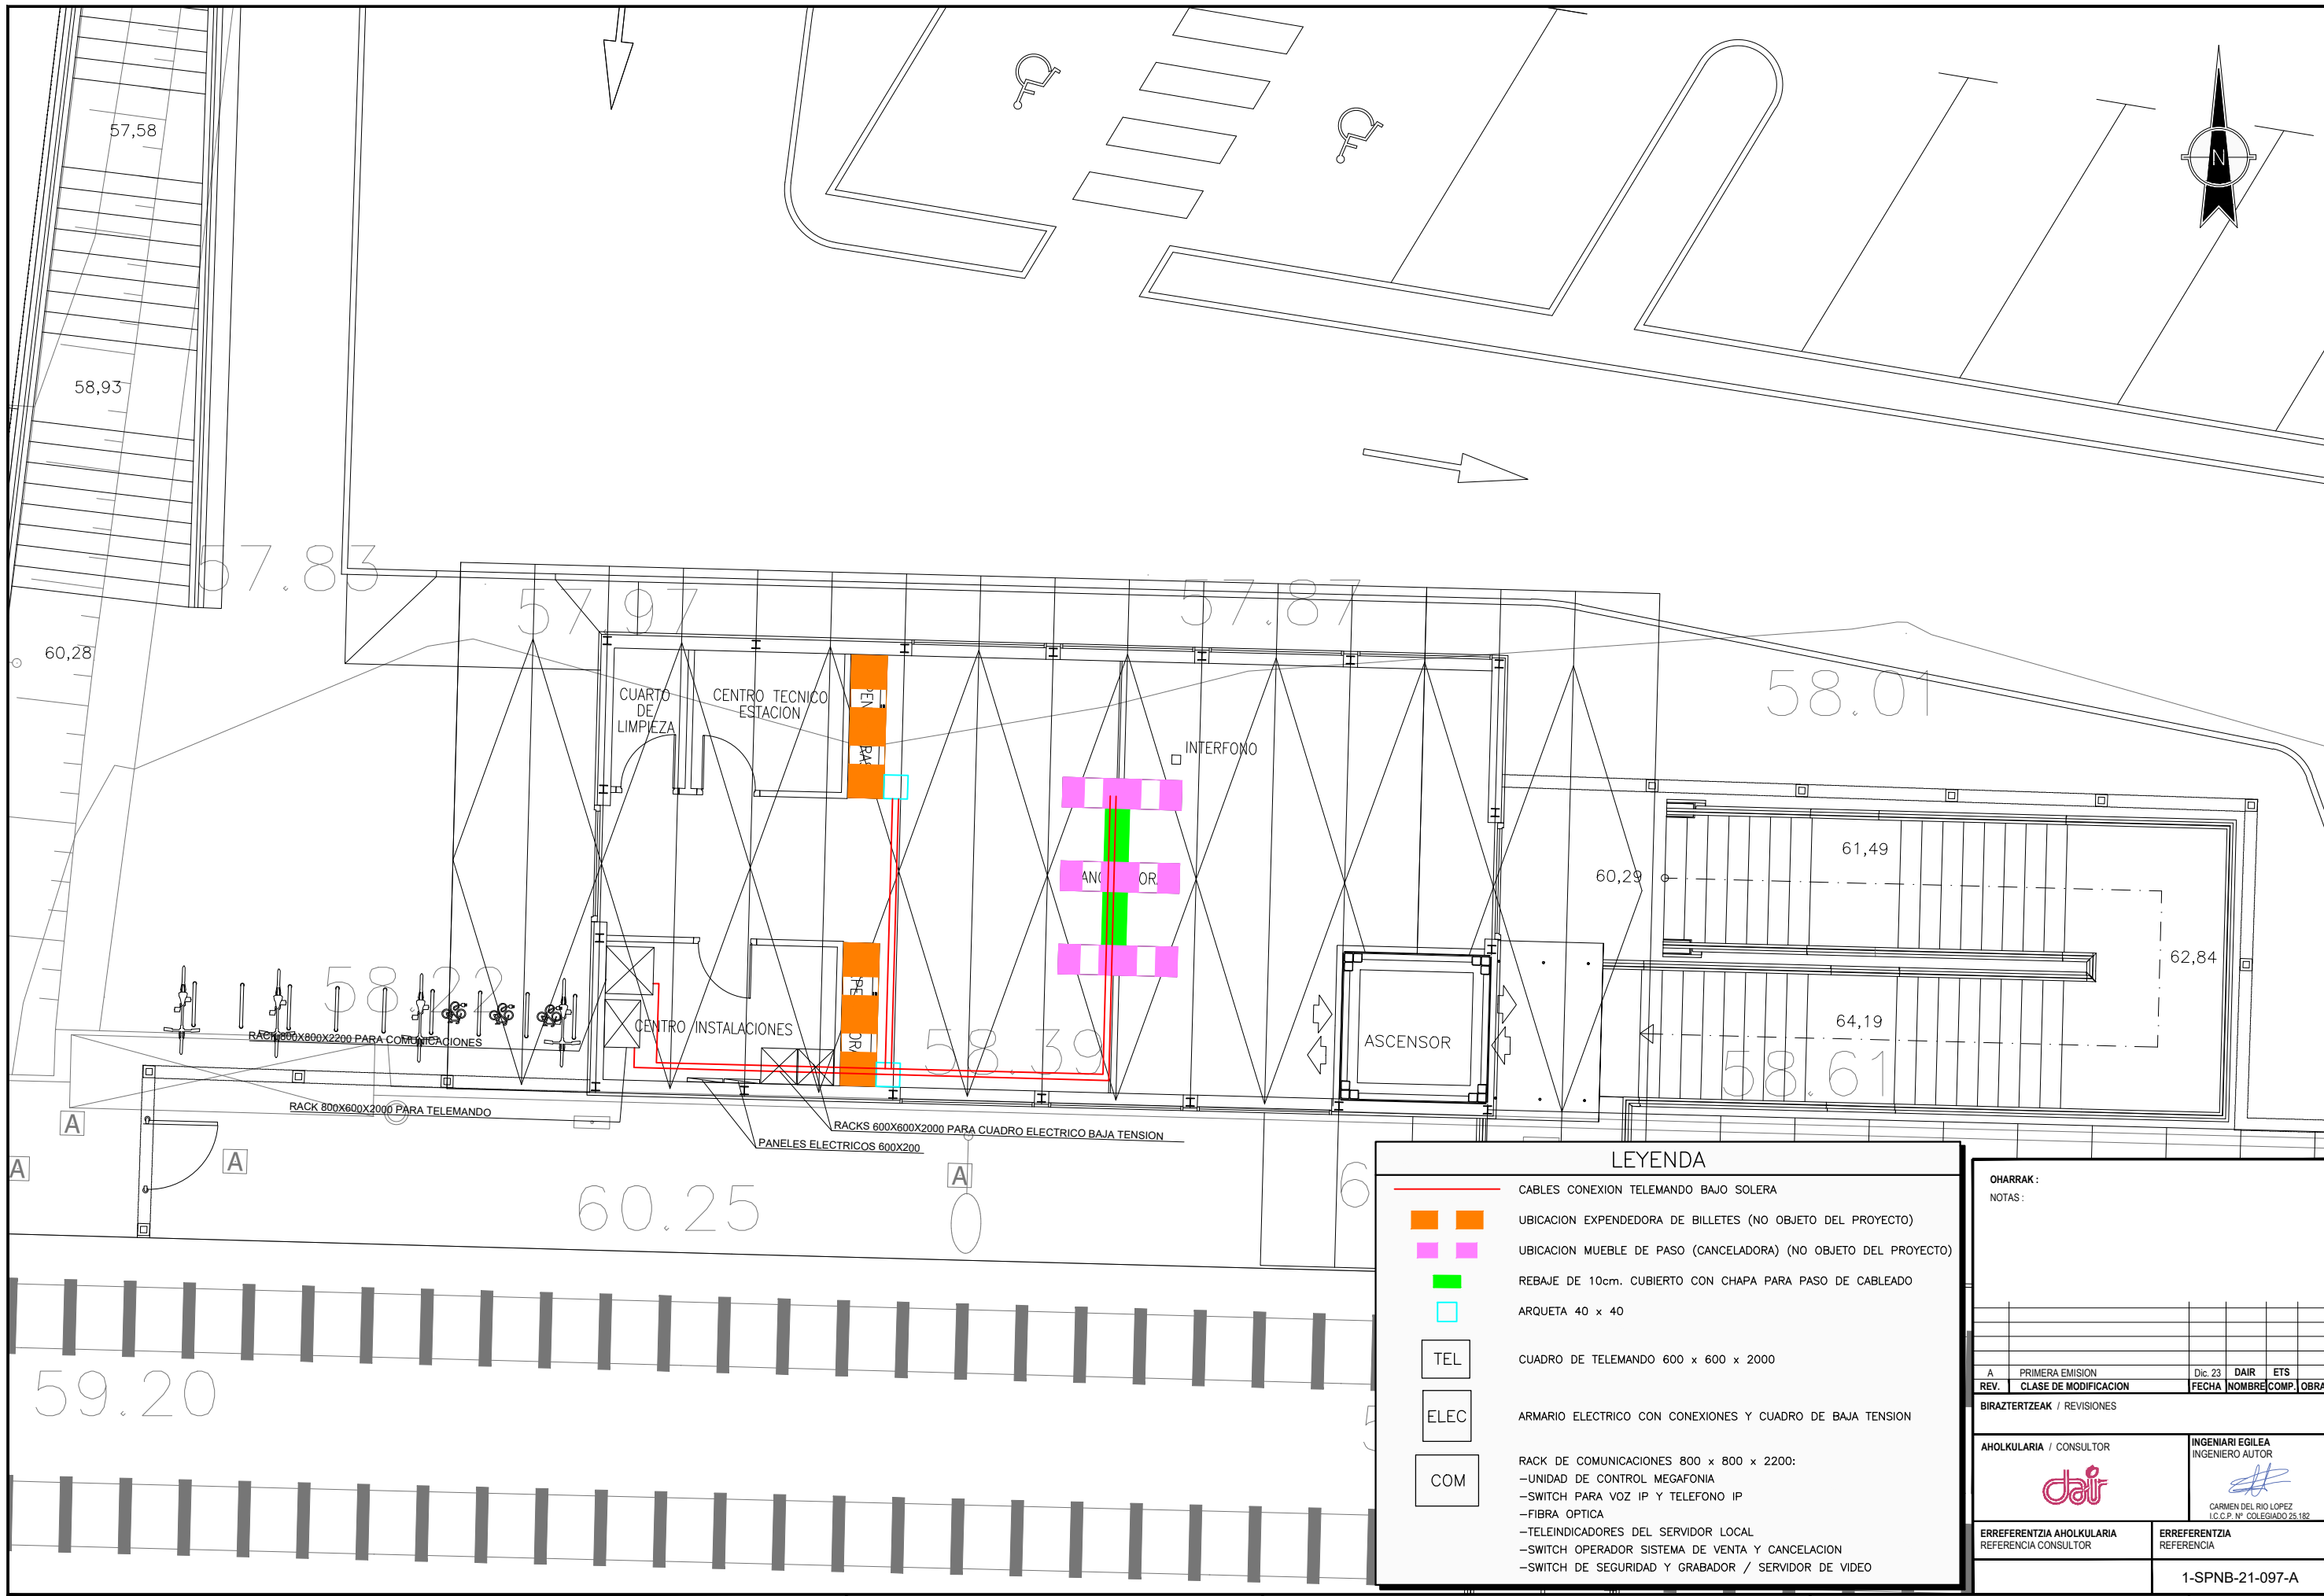 57,58
N
58,93
57.83
57.97
57.87
60,28
CUARTO
DE
LIMPIEZA
CENTRO TECNICO
ESTACION
58.01
INTERFONO
61,49
60,29
62,84
58.22
CENTRO INSTALACIONES
58.39
ASCENSOR
64,19
58.61
RACK 800X800X2200 PARA COMUNICACIONES
RACK 800X600X2000 PARA TELEMANDO
RACKS 600X600X2000 PARA CUADRO ELECTRICO BAJA TENSION
PANELES ELECTRICOS 600X200
A
A
A
A
60.25
59.20
LEYENDA
CABLES CONEXION TELEMANDO BAJO SOLERA
UBICACION EXPENDEDORA DE BILLETES (NO OBJETO DEL PROYECTO)
UBICACION MUEBLE DE PASO (CANCELADORA) (NO OBJETO DEL PROYECTO)
REBAJE DE 10cm. CUBIERTO CON CHAPA PARA PASO DE CABLEADO
ARQUETA 40 x 40
TEL
CUADRO DE TELEMANDO 600 x 600 x 2000
ELEC
ARMARIO ELECTRICO CON CONEXIONES Y CUADRO DE BAJA TENSION
COM
RACK DE COMUNICACIONES 800 x 800 x 2200:
-UNIDAD DE CONTROL MEGAFONIA
-SWITCH PARA VOZ IP Y TELEFONO IP
-FIBRA OPTICA
-TELEINDICADORES DEL SERVIDOR LOCAL
-SWITCH OPERADOR SISTEMA DE VENTA Y CANCELACION
-SWITCH DE SEGURIDAD Y GRABADOR / SERVIDOR DE VIDEO
OHARRAK :
NOTAS :
A PRIMERA EMISION Dic. 23 DAIR ETS
REV. CLASE DE MODIFICACION FECHA NOMBRE COMP. OBRA
BIRAZTERTZEAK / REVISIONES
AHOLKULARIA / CONSULTOR
dair
INGENIARI EGILEA
INGENIERO AUTOR
CARMEN DEL RIO LOPEZ
I.C.C.P. Nº COLEGIADO 25.182
ERREFERENTZIA AHOLKULARIA
REFERENCIA CONSULTOR
ERREFERENTZIA
REFERENCIA
1-SPNB-21-097-A